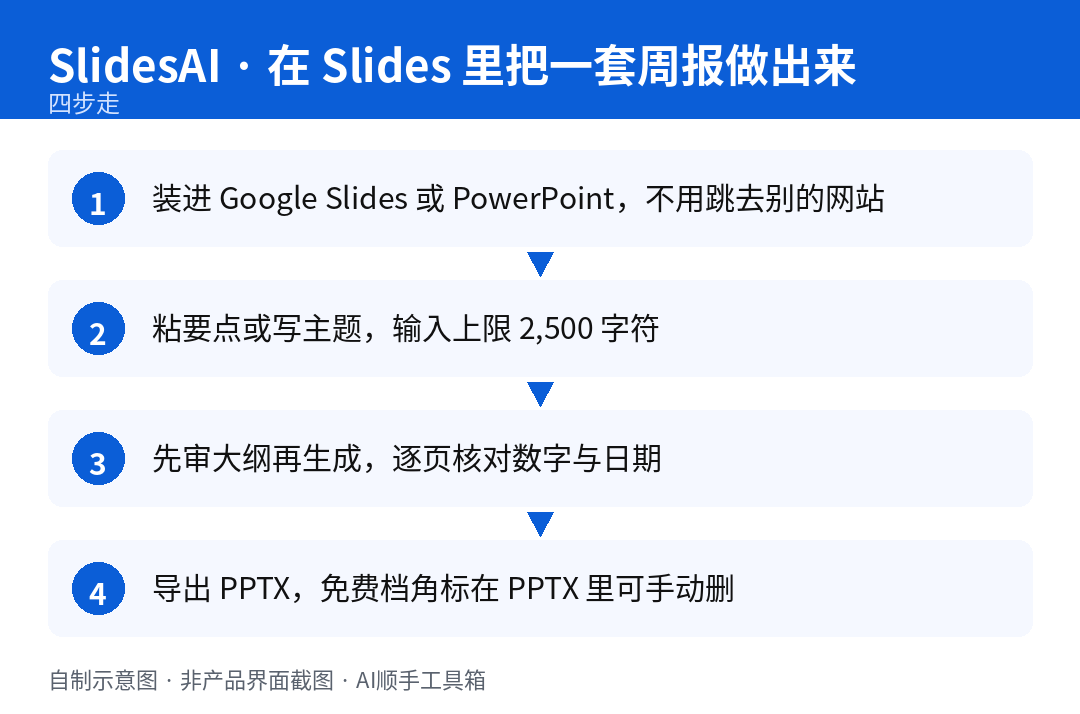 SlidesAI · 在 Slides 里把一套周报做出来
四步走
1 装进 Google Slides 或 PowerPoint，不用跳去别的网站
2 粘要点或写主题，输入上限 2,500 字符
3 先审大纲再生成，逐页核对数字与日期
4 导出 PPTX，免费档角标在 PPTX 里可手动删
自制示意图 · 非产品界面截图 · AI顺手工具箱